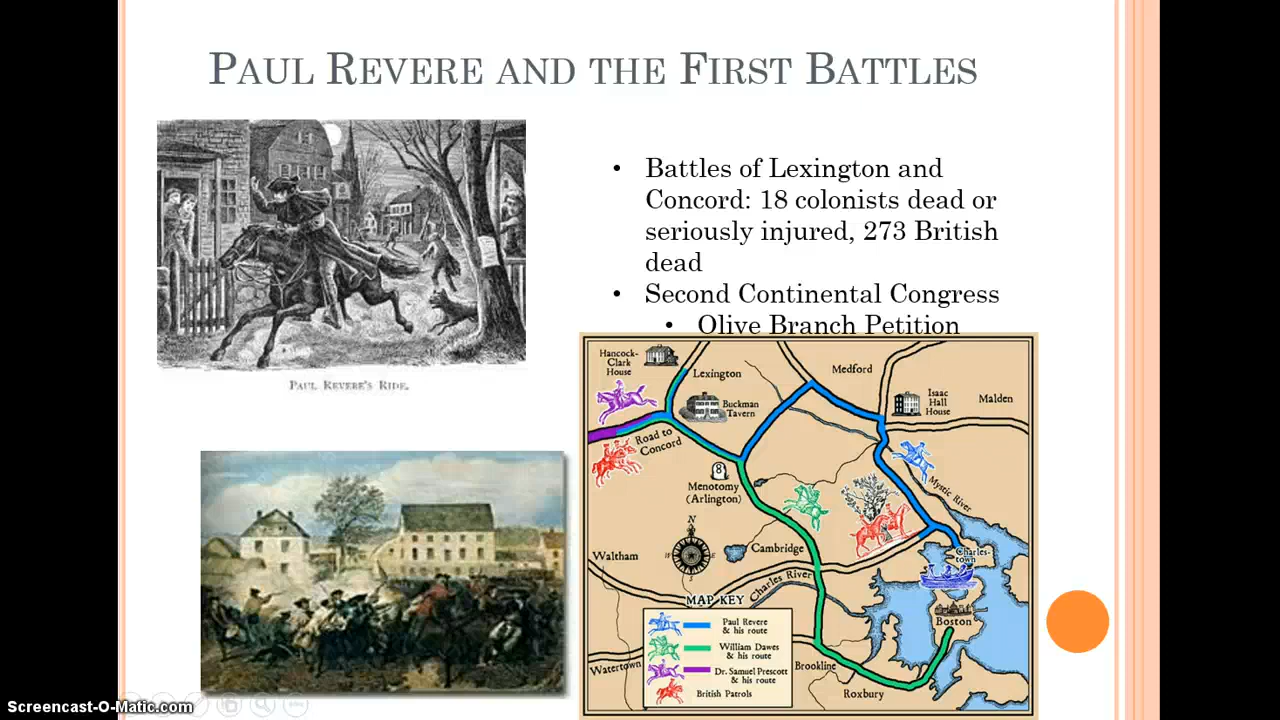 PAUL REVERE AND THE FIRST BATTLES
• Battles of Lexington and
Concord: 18 colonists dead or
seriously injured, 273 British
dead
• Second Continental Congress
• Olive Branch Petition
PAUL REVERE'S RIDE.
Hancock-
Clark
House
Lexington
Medford
Buckman
Tavern
Isaac
Hall
House
Malden
Road to
Concord
8
Menotomy
(Arlington)
Mystic River
N
W
E
S
Waltham
Cambridge
Charles-
town
Charles River
Boston
MAP KEY
Paul Revere
& his route
William Dawes
& his route
Dr. Samuel Prescott
& his route
British Patrols
Watertown
Brookline
Roxbury
Screencast-O-Matic.com